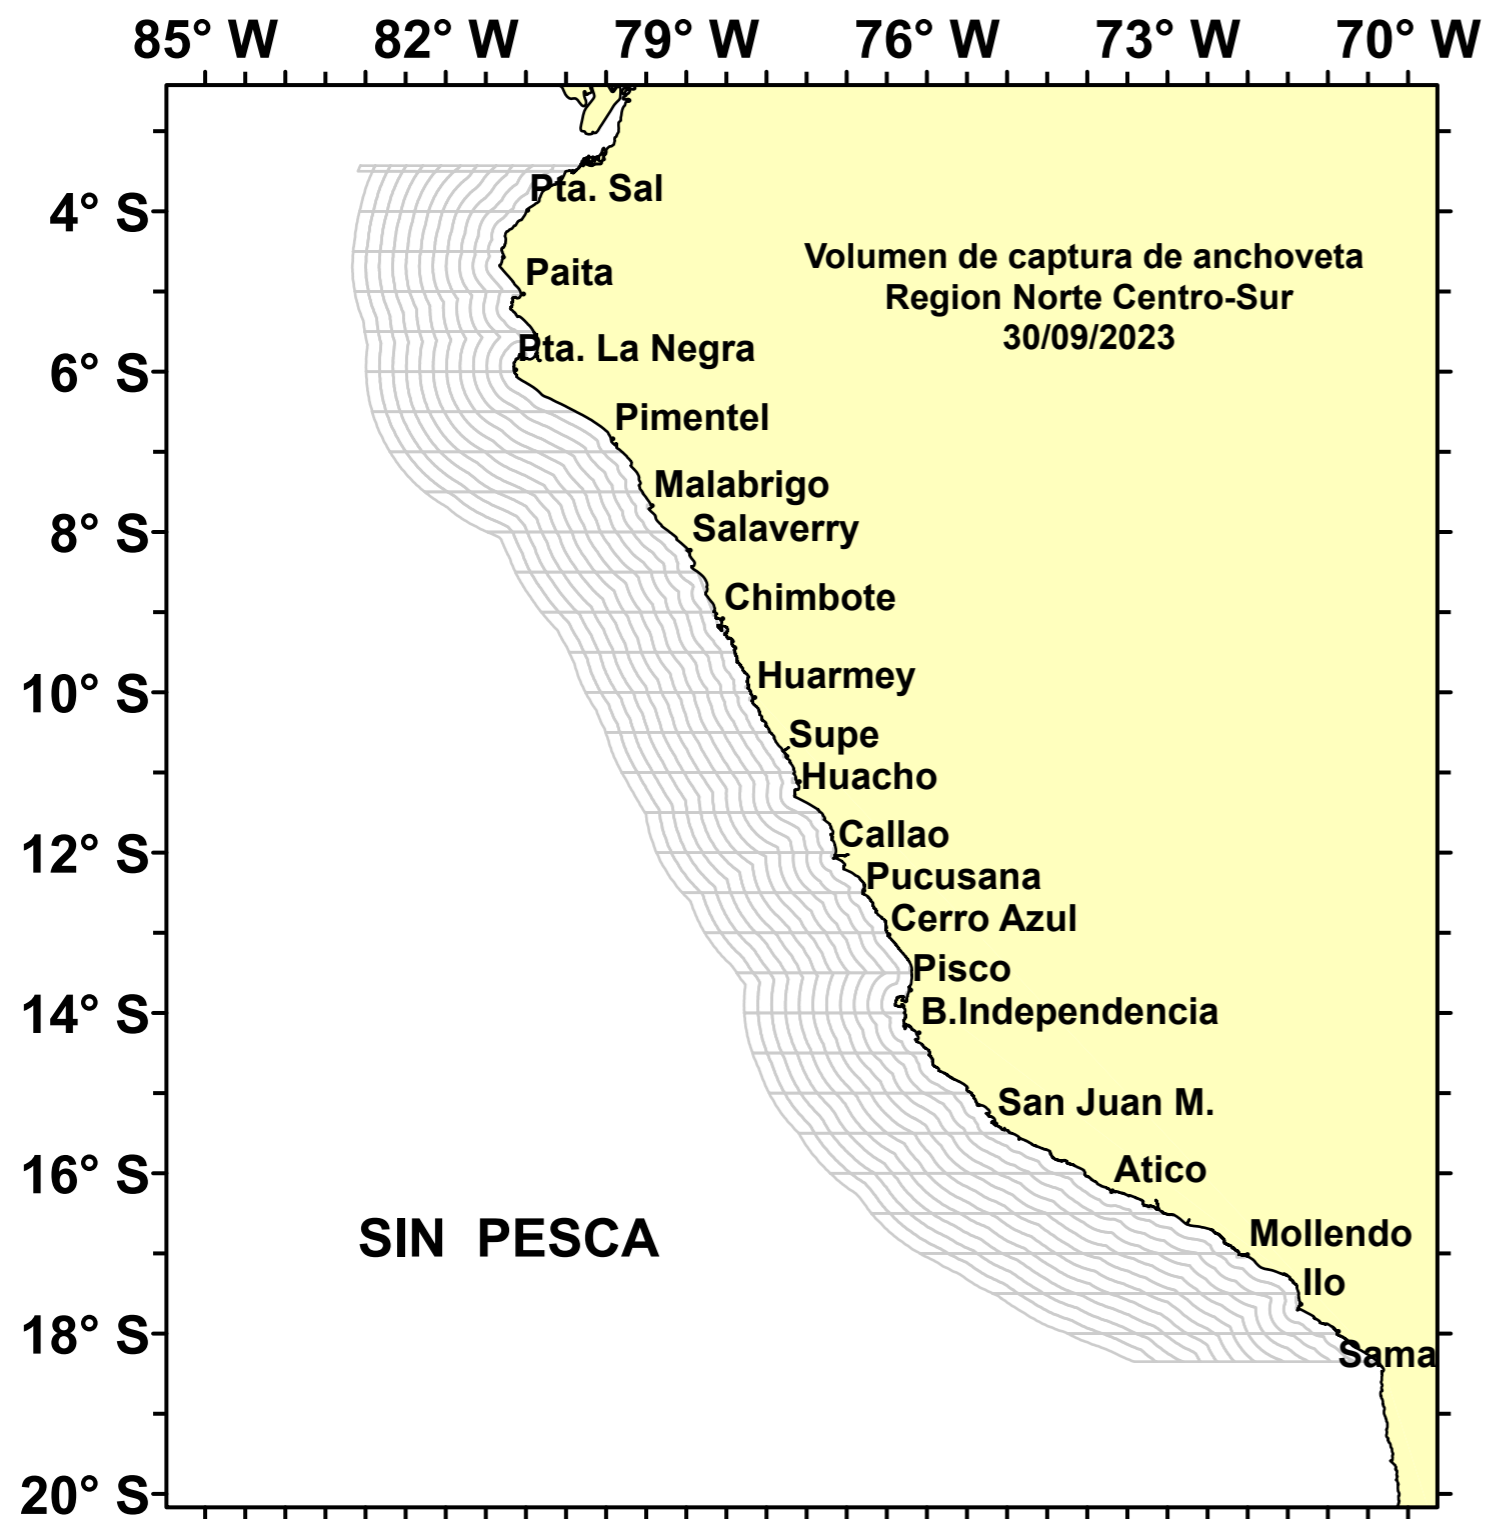 85° W 82° W 79° W 76° W 73° W 70° W
4° S
6° S
8° S
10° S
12° S
14° S
16° S
18° S
20° S
Volumen de captura de anchoveta
Region Norte Centro-Sur
30/09/2023
Pta. Sal
Paita
Pta. La Negra
Pimentel
Malabrigo
Salaverry
Chimbote
Huarmey
Supe
Huacho
Callao
Pucusana
Cerro Azul
Pisco
B.Independencia
San Juan M.
Atico
Mollendo
Ilo
Sama
SIN PESCA